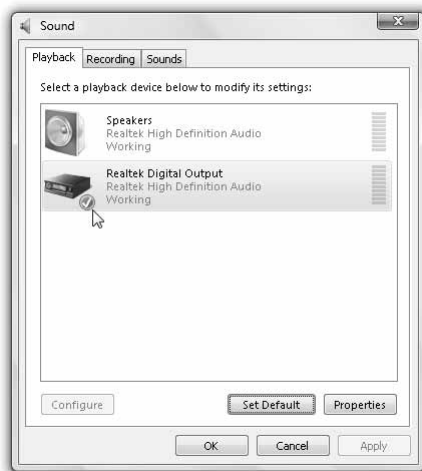 Sound
Playback Recording Sounds
Select a playback device below to modify its settings:
Speakers
Realtek High Definition Audio
Working
Realtek Digital Output
Realtek High Definition Audio
Working
Configure Set Default Properties
OK Cancel Apply